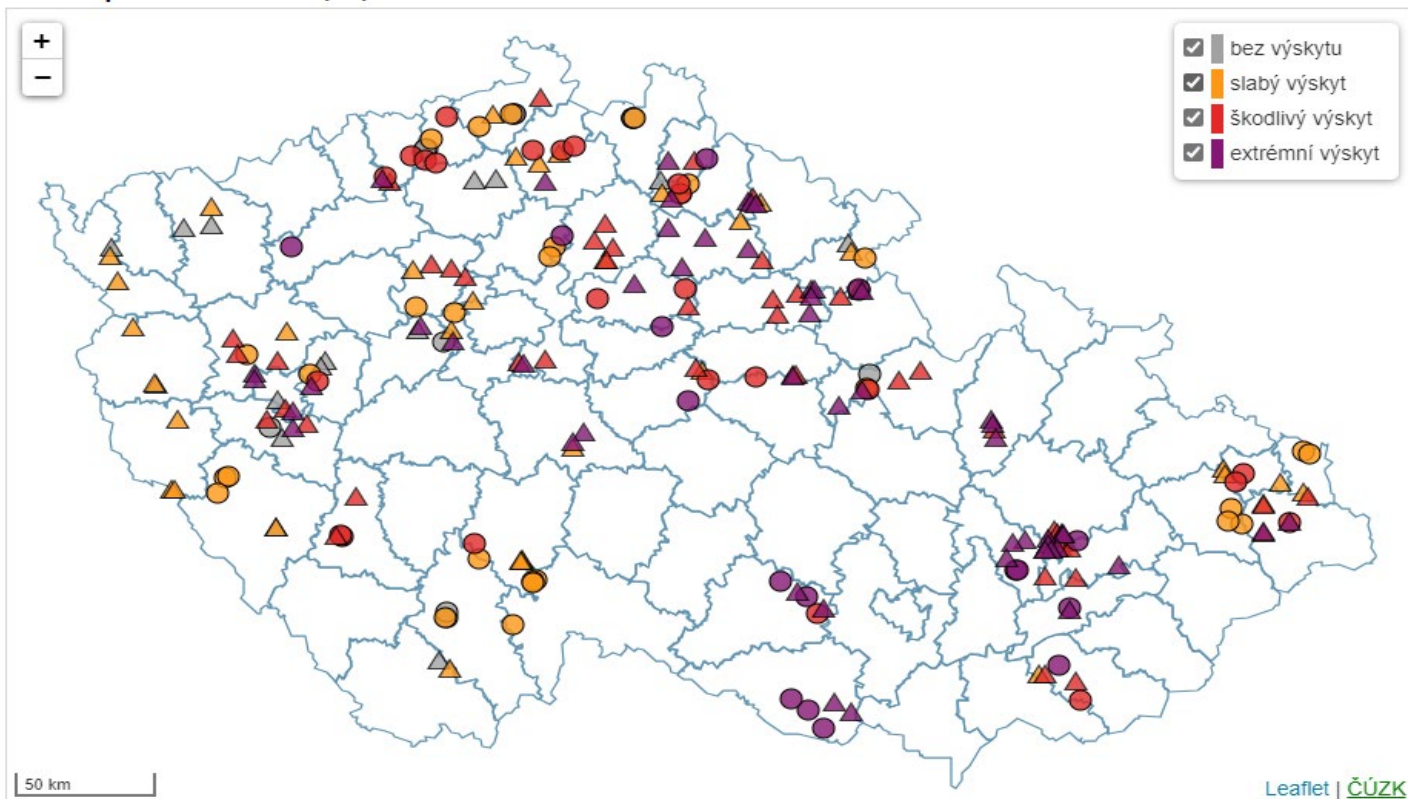 +
−
bez výskytu
slabý výskyt
škodlivý výskyt
extrémní výskyt
50 km
Leaflet | ČÚZK